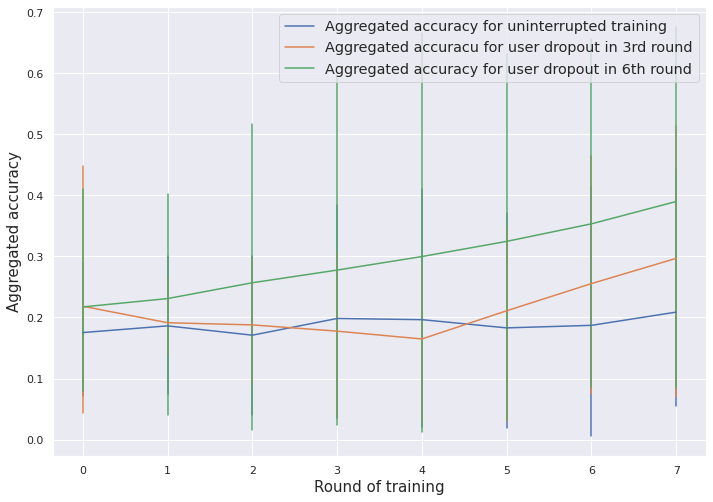 Aggregated accuracy for uninterrupted training
Aggregated accuracu for user dropout in 3rd round
Aggregated accuracy for user dropout in 6th round
Aggregated accuracy
0.7
0.6
0.5
0.4
0.3
0.2
0.1
0.0
0 1 2 3 4 5 6 7
Round of training